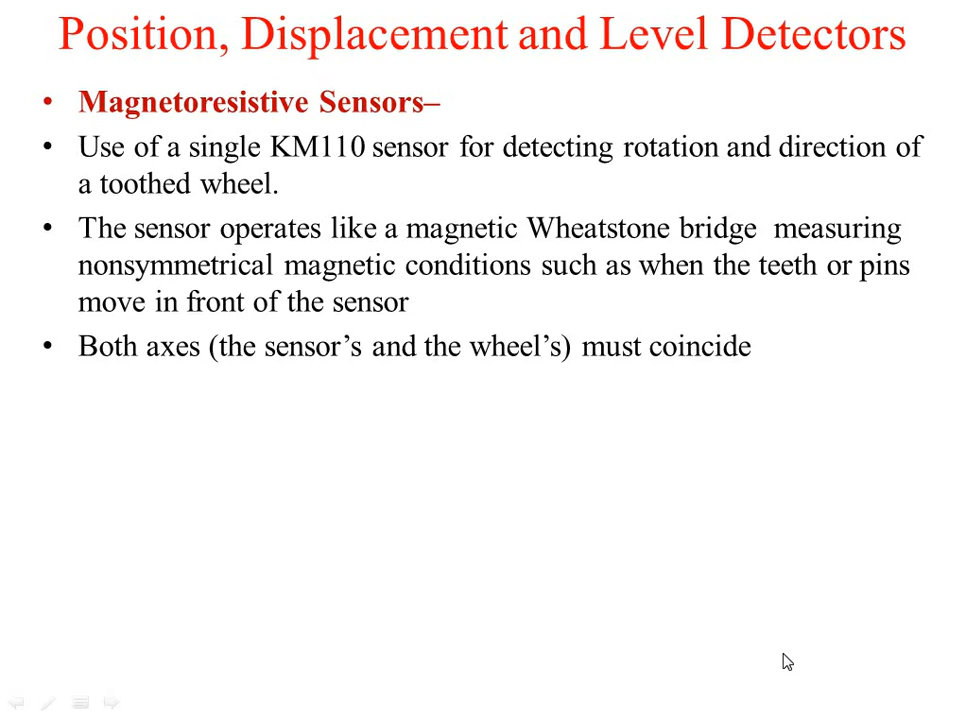 Position, Displacement and Level Detectors
• Magnetoresistive Sensors–
• Use of a single KM110 sensor for detecting rotation and direction of
a toothed wheel.
• The sensor operates like a magnetic Wheatstone bridge  measuring
nonsymmetrical magnetic conditions such as when the teeth or pins
move in front of the sensor
• Both axes (the sensor’s and the wheel’s) must coincide